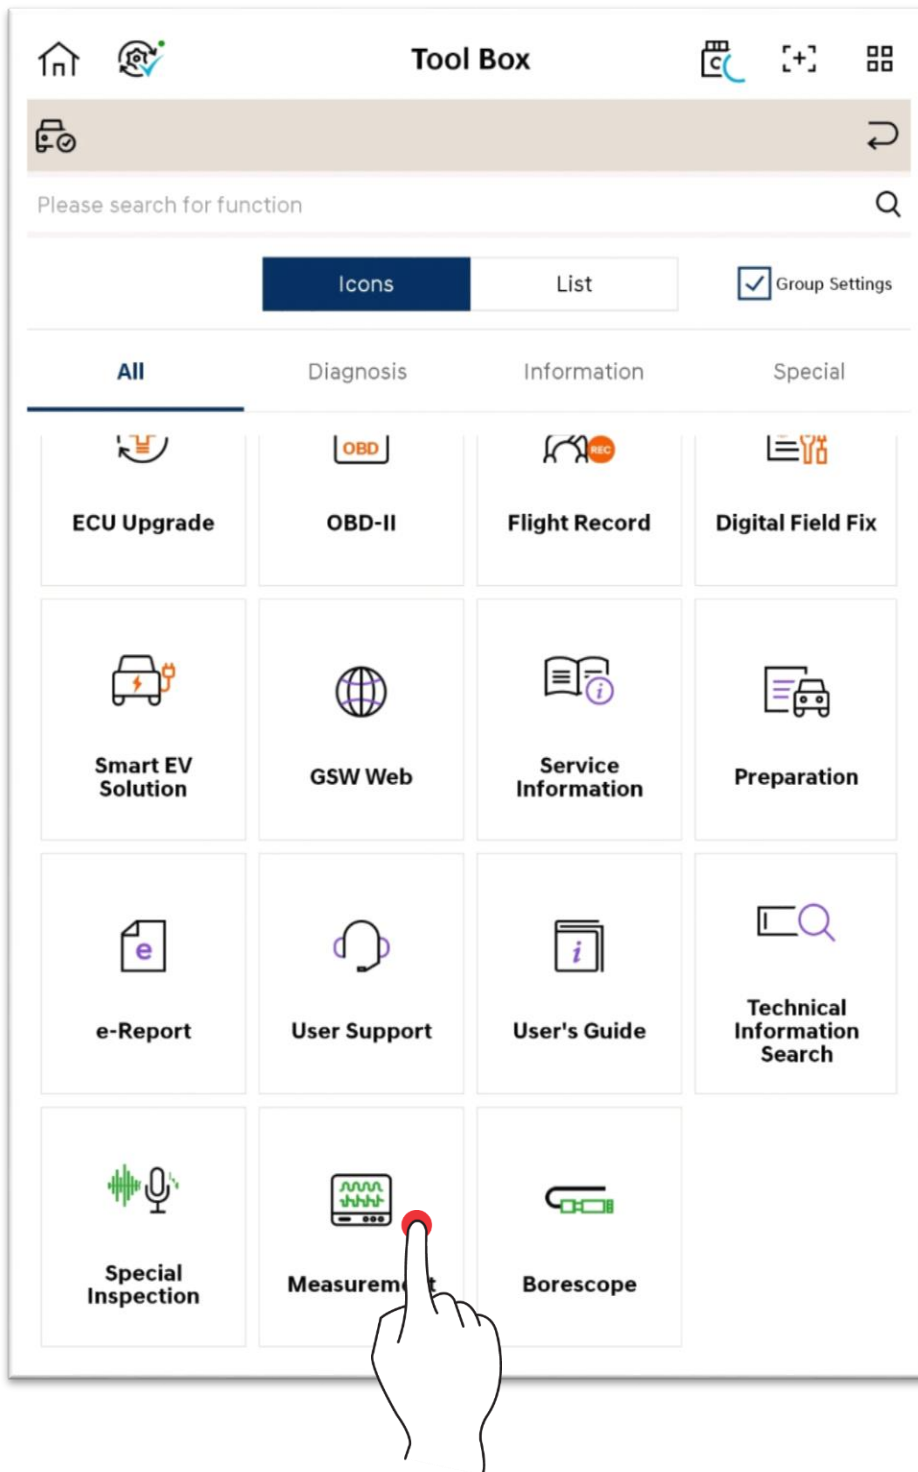 Tool Box
C
Please search for function
Icons
List
Group Settings
All
Diagnosis
Information
Special
OBD
REC
ECU Upgrade
OBD-II
Flight Record
Digital Field Fix
i
Smart EV
Solution
GSW Web
Service
Information
Preparation
e
i
e-Report
User Support
User's Guide
Technical
Information
Search
Special
Inspection
Measurement
Borescope